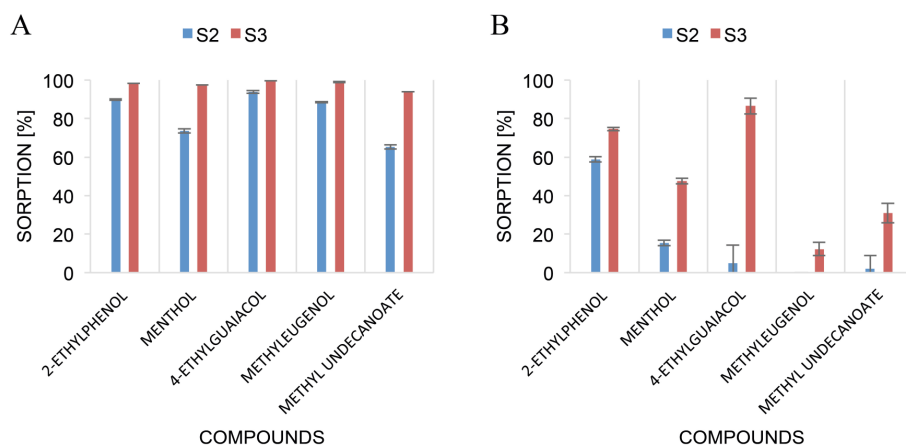 A
S2 S3
SORPTION [%]
100
80
60
40
20
0
2-ETHYLPHENOL
MENTHOL
4-ETHYLGUAIACOL
METHYLEUGENOL
METHYL UNDECANOATE
COMPOUNDS
B
S2 S3
SORPTION [%]
100
80
60
40
20
0
2-ETHYLPHENOL
MENTHOL
4-ETHYLGUAIACOL
METHYLEUGENOL
METHYL UNDECANOATE
COMPOUNDS